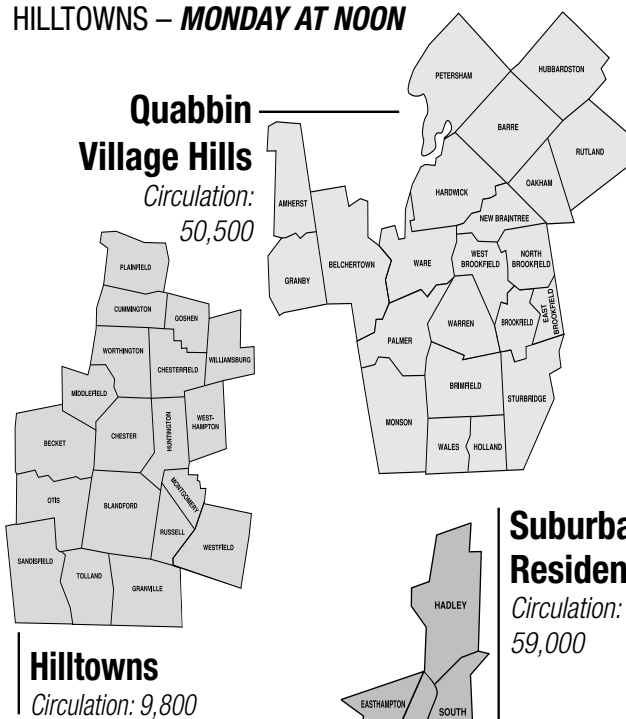 HILLTOWNS – MONDAY AT NOON
Quabbin
Village Hills
Circulation:
50,500
PETERSHAM
HUBBARDSTON
BARRE
RUTLAND
HARDWICK
OAKHAM
NEW BRAINTREE
AMHERST
BELCHERTOWN
GRANBY
WARE
WEST
BROOKFIELD
NORTH
BROOKFIELD
PALMER
WARREN
BROOKFIELD
EAST
BROOKFIELD
BRIMFIELD
STURBRIDGE
MONSON
WALES
HOLLAND
PLAINFIELD
CUMMINGTON
GOSHEN
WORTHINGTON
CHESTERFIELD
WILLIAMSBURG
MIDDLEFIELD
BECKET
CHESTER
HUNTINGTON
WEST-
HAMPTON
OTIS
BLANDFORD
MONTGOMERY
RUSSELL
WESTFIELD
SANDISFIELD
TOLLAND
GRANVILLE
Hilltowns
Circulation: 9,800
Suburba
Residen
Circulation:
59,000
HADLEY
EASTHAMPTON
SOUTH